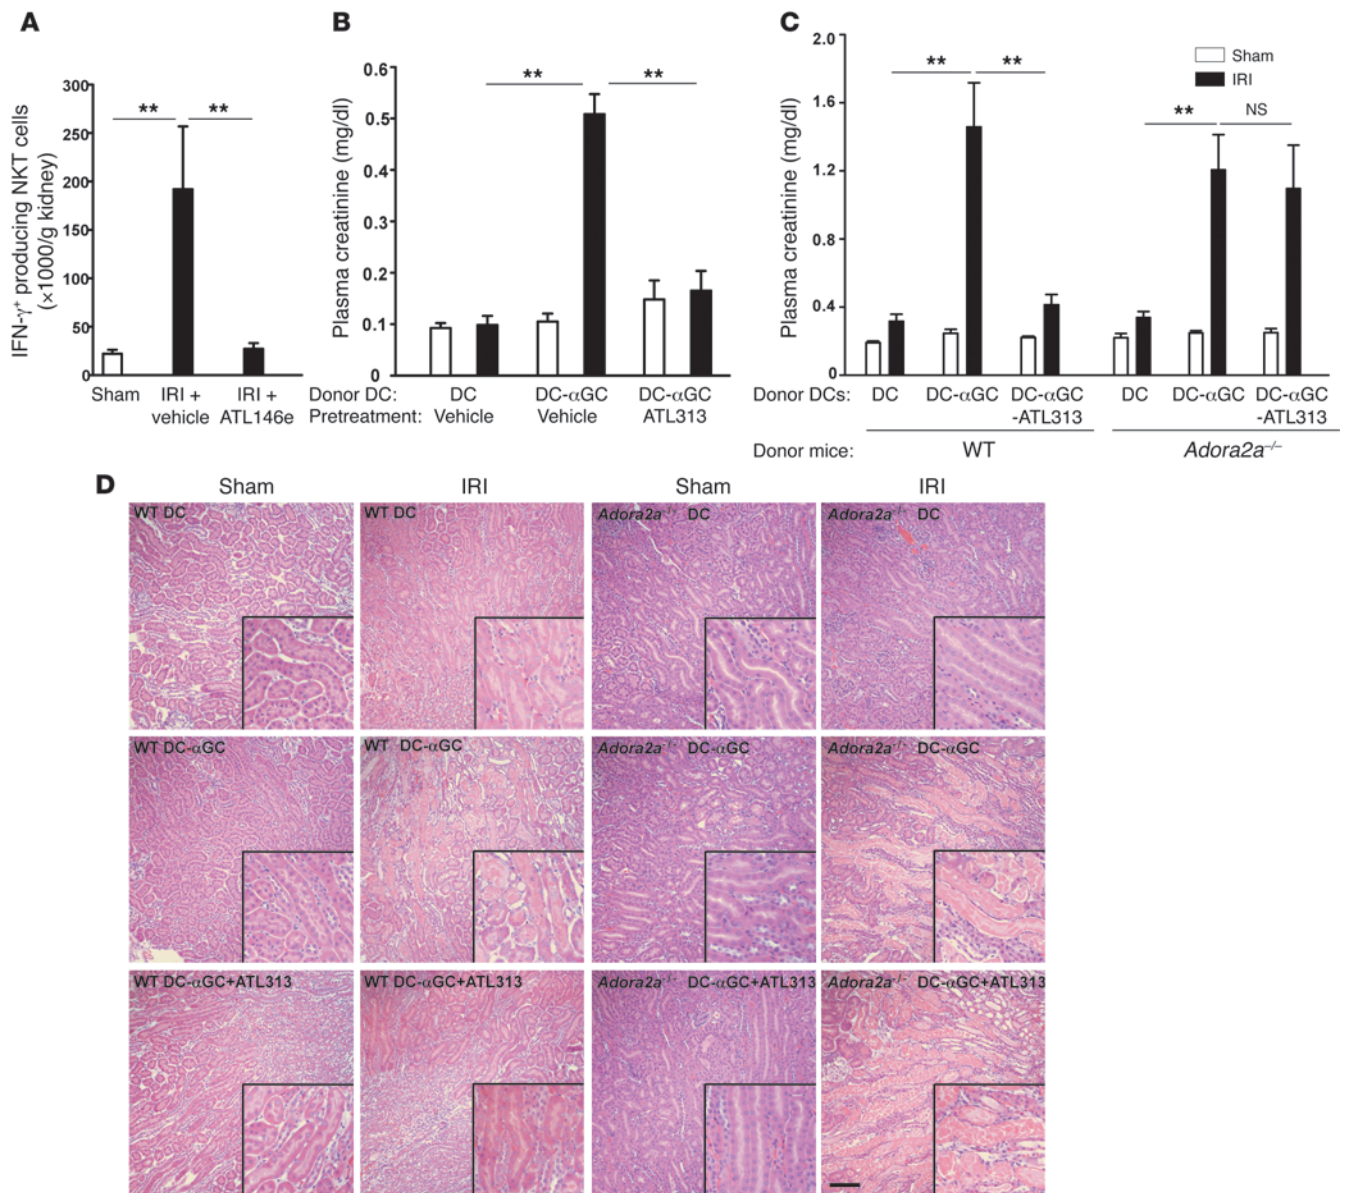 A
IFN-γ⁺ producing NKT cells
(×1000/g kidney)
300
250
200
150
100
50
0
**
**
Sham
IRI +
vehicle
IRI +
ATL146e
B
Plasma creatinine (mg/dl)
0.6
0.5
0.4
0.3
0.2
0.1
0
**
**
Donor DC:
DC
DC-αGC
DC-αGC
Pretreatment:
Vehicle
Vehicle
ATL313
C
Plasma creatinine (mg/dl)
2.0
1.6
1.2
0.8
0.4
0
Sham
IRI
**
**
**
NS
Donor DCs:
DC
DC-αGC
DC-αGC
-ATL313
DC
DC-αGC
DC-αGC
-ATL313
Donor mice:
WT
Adora2a⁻/⁻
D
Sham
IRI
Sham
IRI
WT DC
WT DC
Adora2a⁻/⁻ DC
Adora2a⁻/⁻ DC
WT DC-αGC
WT DC-αGC
Adora2a⁻/⁻ DC-αGC
Adora2a⁻/⁻ DC-αGC
WT DC-αGC+ATL313
WT DC-αGC+ATL313
Adora2a⁻/⁻ DC-αGC+ATL313
Adora2a⁻/⁻ DC-αGC+ATL313